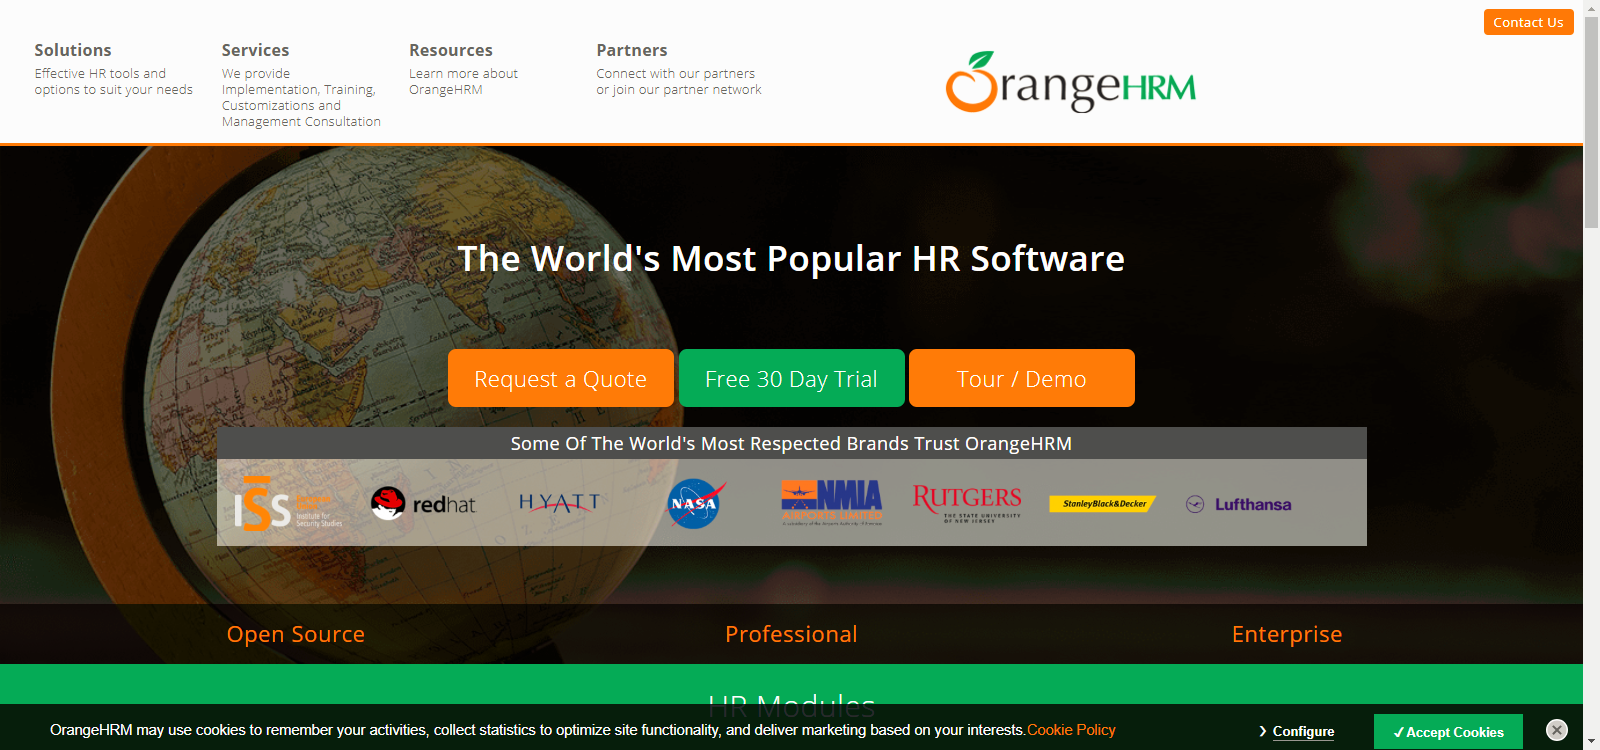 Contact Us
Solutions
Effective HR tools and
options to suit your needs
Services
We provide
Implementation, Training,
Customizations and
Management Consultation
Resources
Learn more about
OrangeHRM
Partners
Connect with our partners
or join our partner network
OrangeHRM
The World's Most Popular HR Software
Request a Quote
Free 30 Day Trial
Tour / Demo
Some Of The World's Most Respected Brands Trust OrangeHRM
ISS
Institute for
Security Studies
redhat
HYATT
NASA
NMIA
AIRPORTS LIMITED
RUTGERS
THE STATE UNIVERSITY
OF NEW JERSEY
StanleyBlack&Decker
Lufthansa
Open Source
Professional
Enterprise
HR Modules
OrangeHRM may use cookies to remember your activities, collect statistics to optimize site functionality, and deliver marketing based on your interests.Cookie Policy
Configure
✓Accept Cookies